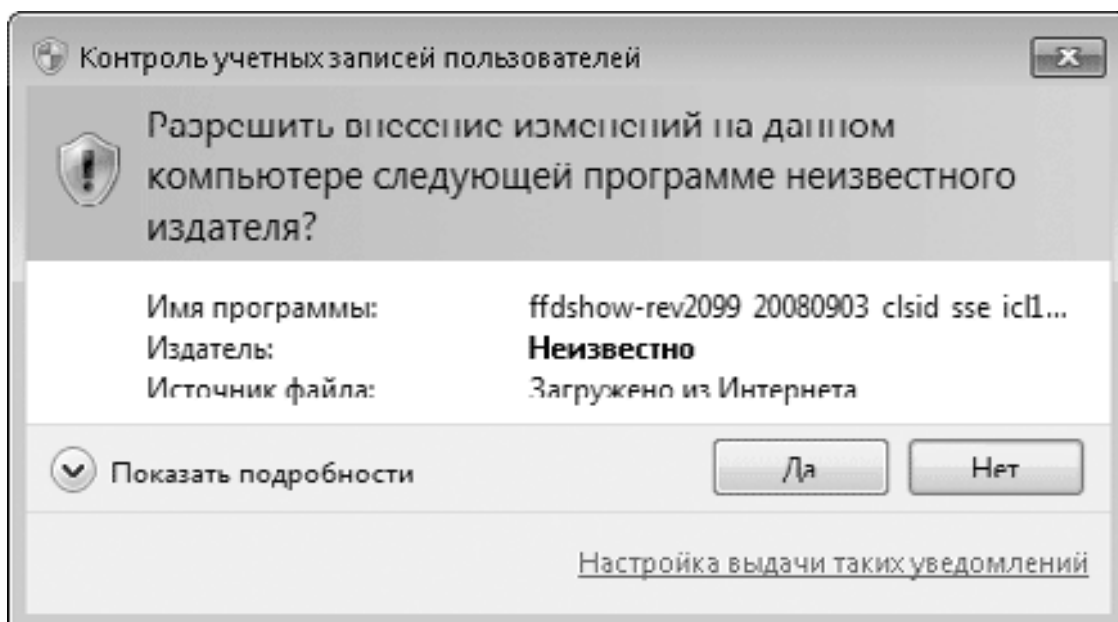 Контроль учетных записей пользователей
Разрешить внесение изменений на данном
компьютере следующей программе неизвестного
издателя?
Имя программы: ffdshow-rev2099 20080903 clsid sse icl1...
Издатель: Неизвестно
Источник файла: Загружено из Интернета
Показать подробности Да Нет
Настройка выдачи таких уведомлений